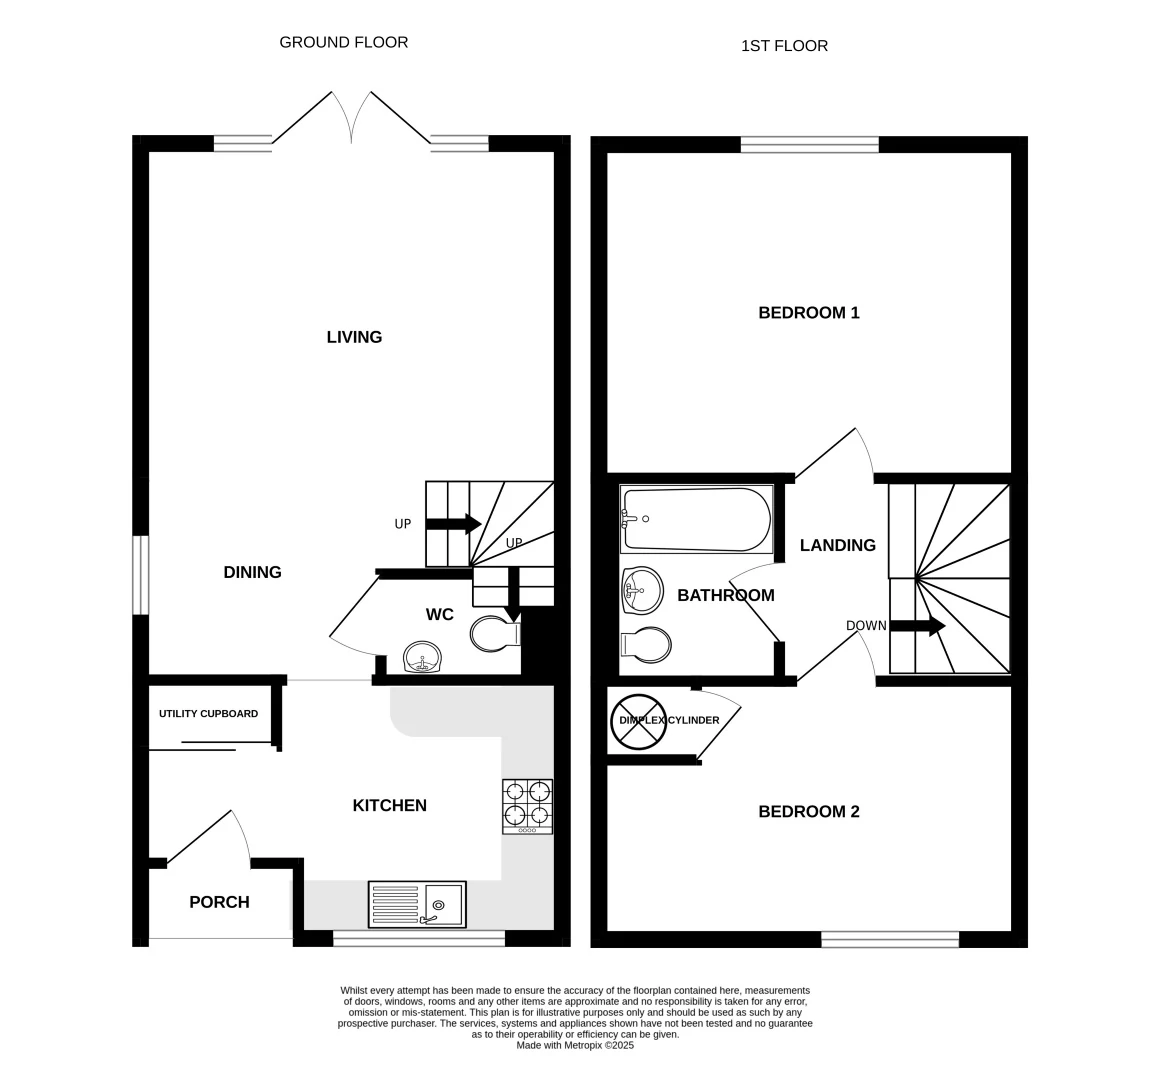 GROUND FLOOR
1ST FLOOR
LIVING
UP
UP
DINING
WC
UTILITY CUPBOARD
KITCHEN
PORCH
BEDROOM 1
LANDING
BATHROOM
DOWN
DIMPLEX CYLINDER
BEDROOM 2
Whilst every attempt has been made to ensure the accuracy of the floorplan contained here, measurements
of doors, windows, rooms and any other items are approximate and no responsibility is taken for any error,
omission or mis-statement. This plan is for illustrative purposes only and should be used as such by any
prospective purchaser. The services, systems and appliances shown have not been tested and no guarantee
as to their operability or efficiency can be given.
Made with Metropix ©2025